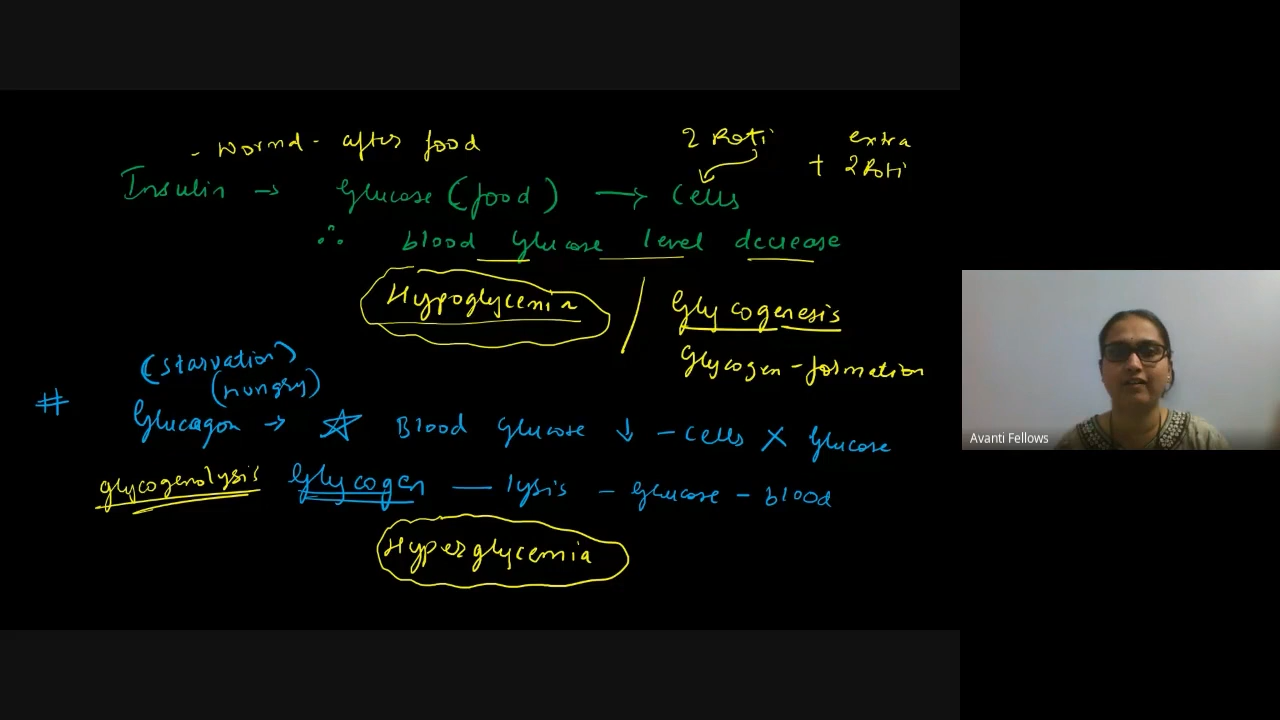 - Normal - after food
2 Roti + extra 2 Roti
Insulin → Glucose (food) → Cells
∴ blood glucose level decrease
Hypoglycemia / Glycogenesis
Glycogen - formation
(starvation)
(hungry)
# Glucagon → ☆ Blood Glucose ↓ - cells X Glucose
glycogenolysis Glycogen — lysis - glucose - blood
Hyperglycemia
Avanti Fellows